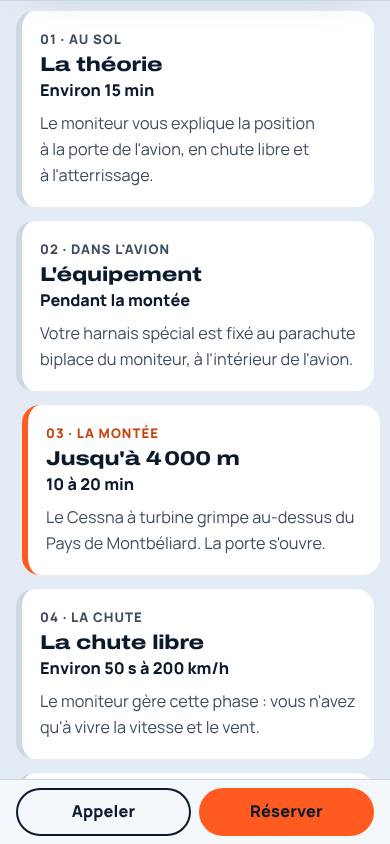 01 · AU SOL
La théorie
Environ 15 min
Le moniteur vous explique la position
à la porte de l'avion, en chute libre et
à l'atterrissage.
02 · DANS L'AVION
L'équipement
Pendant la montée
Votre harnais spécial est fixé au parachute
biplace du moniteur, à l'intérieur de l'avion.
03 · LA MONTÉE
Jusqu'à 4 000 m
10 à 20 min
Le Cessna à turbine grimpe au-dessus du
Pays de Montbéliard. La porte s'ouvre.
04 · LA CHUTE
La chute libre
Environ 50 s à 200 km/h
Le moniteur gère cette phase : vous n'avez
qu'à vivre la vitesse et le vent.
Appeler
Réserver